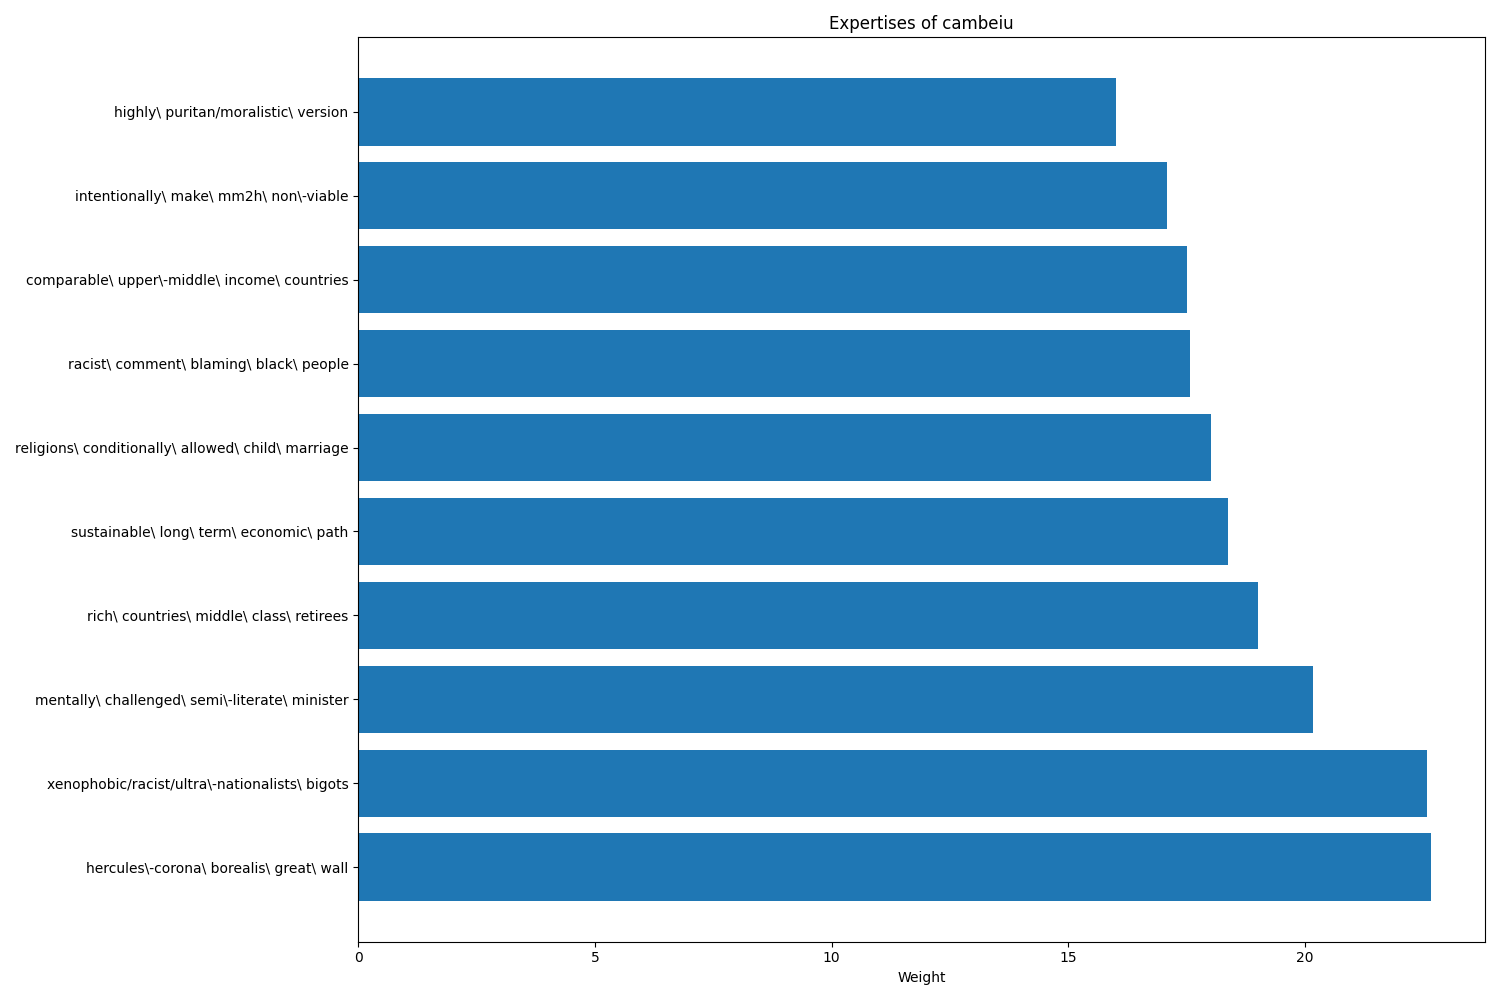 Expertises of cambeiu
highly\ puritan/moralistic\ version
intentionally\ make\ mm2h\ non\-viable
comparable\ upper\-middle\ income\ countries
racist\ comment\ blaming\ black\ people
religions\ conditionally\ allowed\ child\ marriage
sustainable\ long\ term\ economic\ path
rich\ countries\ middle\ class\ retirees
mentally\ challenged\ semi\-literate\ minister
xenophobic/racist/ultra\-nationalists\ bigots
hercules\-corona\ borealis\ great\ wall
0 5 10 15 20
Weight